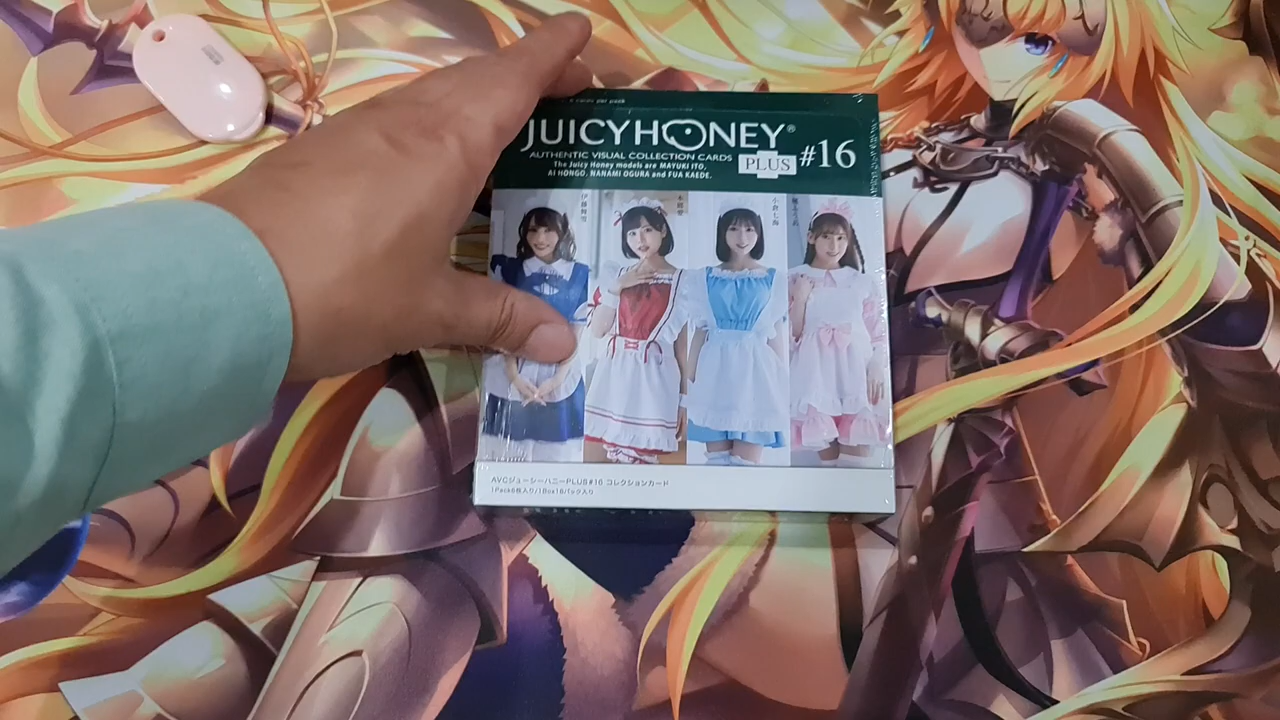 cards per pack
JUICYHONEY®
AUTHENTIC VISUAL COLLECTION CARDS
PLUS #16
The Juicy Honey models are MAYUKI ITO,
AI HONGO, NANAMI OGURA and FUA KAEDE.
伊藤舞雪
本郷愛
小倉七海
楓ふうあ
AVCジューシーハニーPLUS#16 コレクションカード
1Pack6枚入り/1Box16パック入り